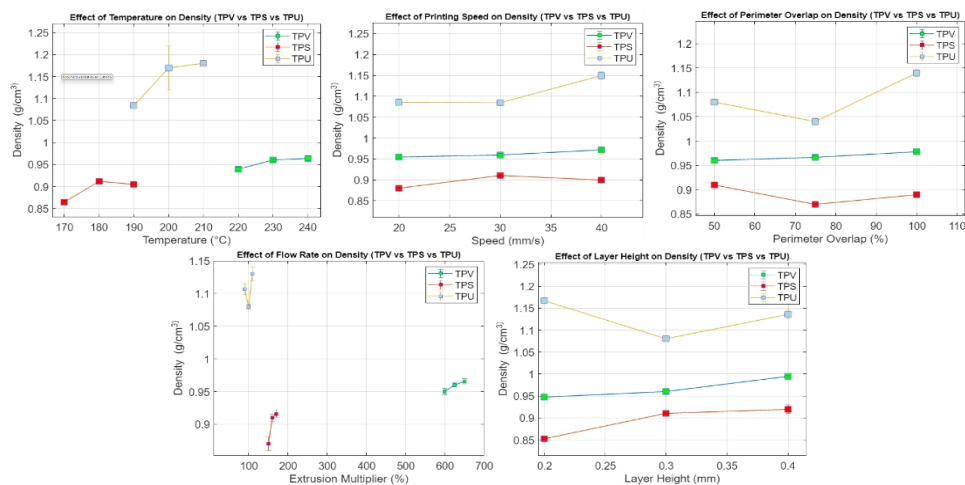 Effect of Temperature on Density (TPV vs TPS vs TPU)
1.25
1.2
1.15
1.1
1.05
1
0.95
0.9
0.85
Density (g/cm³)
TPV
TPS
TPU
170 180 190 200 210 220 230 240
Temperature (°C)
Effect of Printing Speed on Density (TPV vs TPS vs TPU)
1.25
1.2
1.15
1.1
1.05
1
0.95
0.9
0.85
Density (g/cm³)
TPV
TPS
TPU
20 25 30 35 40
Speed (mm/s)
Effect of Perimeter Overlap on Density (TPV vs TPS vs TPU)
1.2
1.15
1.1
1.05
1
0.95
0.9
0.85
Density (g/cm³)
TPV
TPS
TPU
50 60 70 80 90 100 110
Perimeter Overlap (%)
Effect of Flow Rate on Density (TPV vs TPS vs TPU)
1.15
1.1
1.05
1
0.95
0.9
Density (g/cm³)
TPV
TPS
TPU
100 200 300 400 500 600 700
Extrusion Multiplier (%)
Effect of Layer Height on Density (TPV vs TPS vs TPU)
1.25
1.2
1.15
1.1
1.05
1
0.95
0.9
0.85
Density (g/cm³)
TPV
TPS
TPU
0.2 0.25 0.3 0.35 0.4
Layer Height (mm)